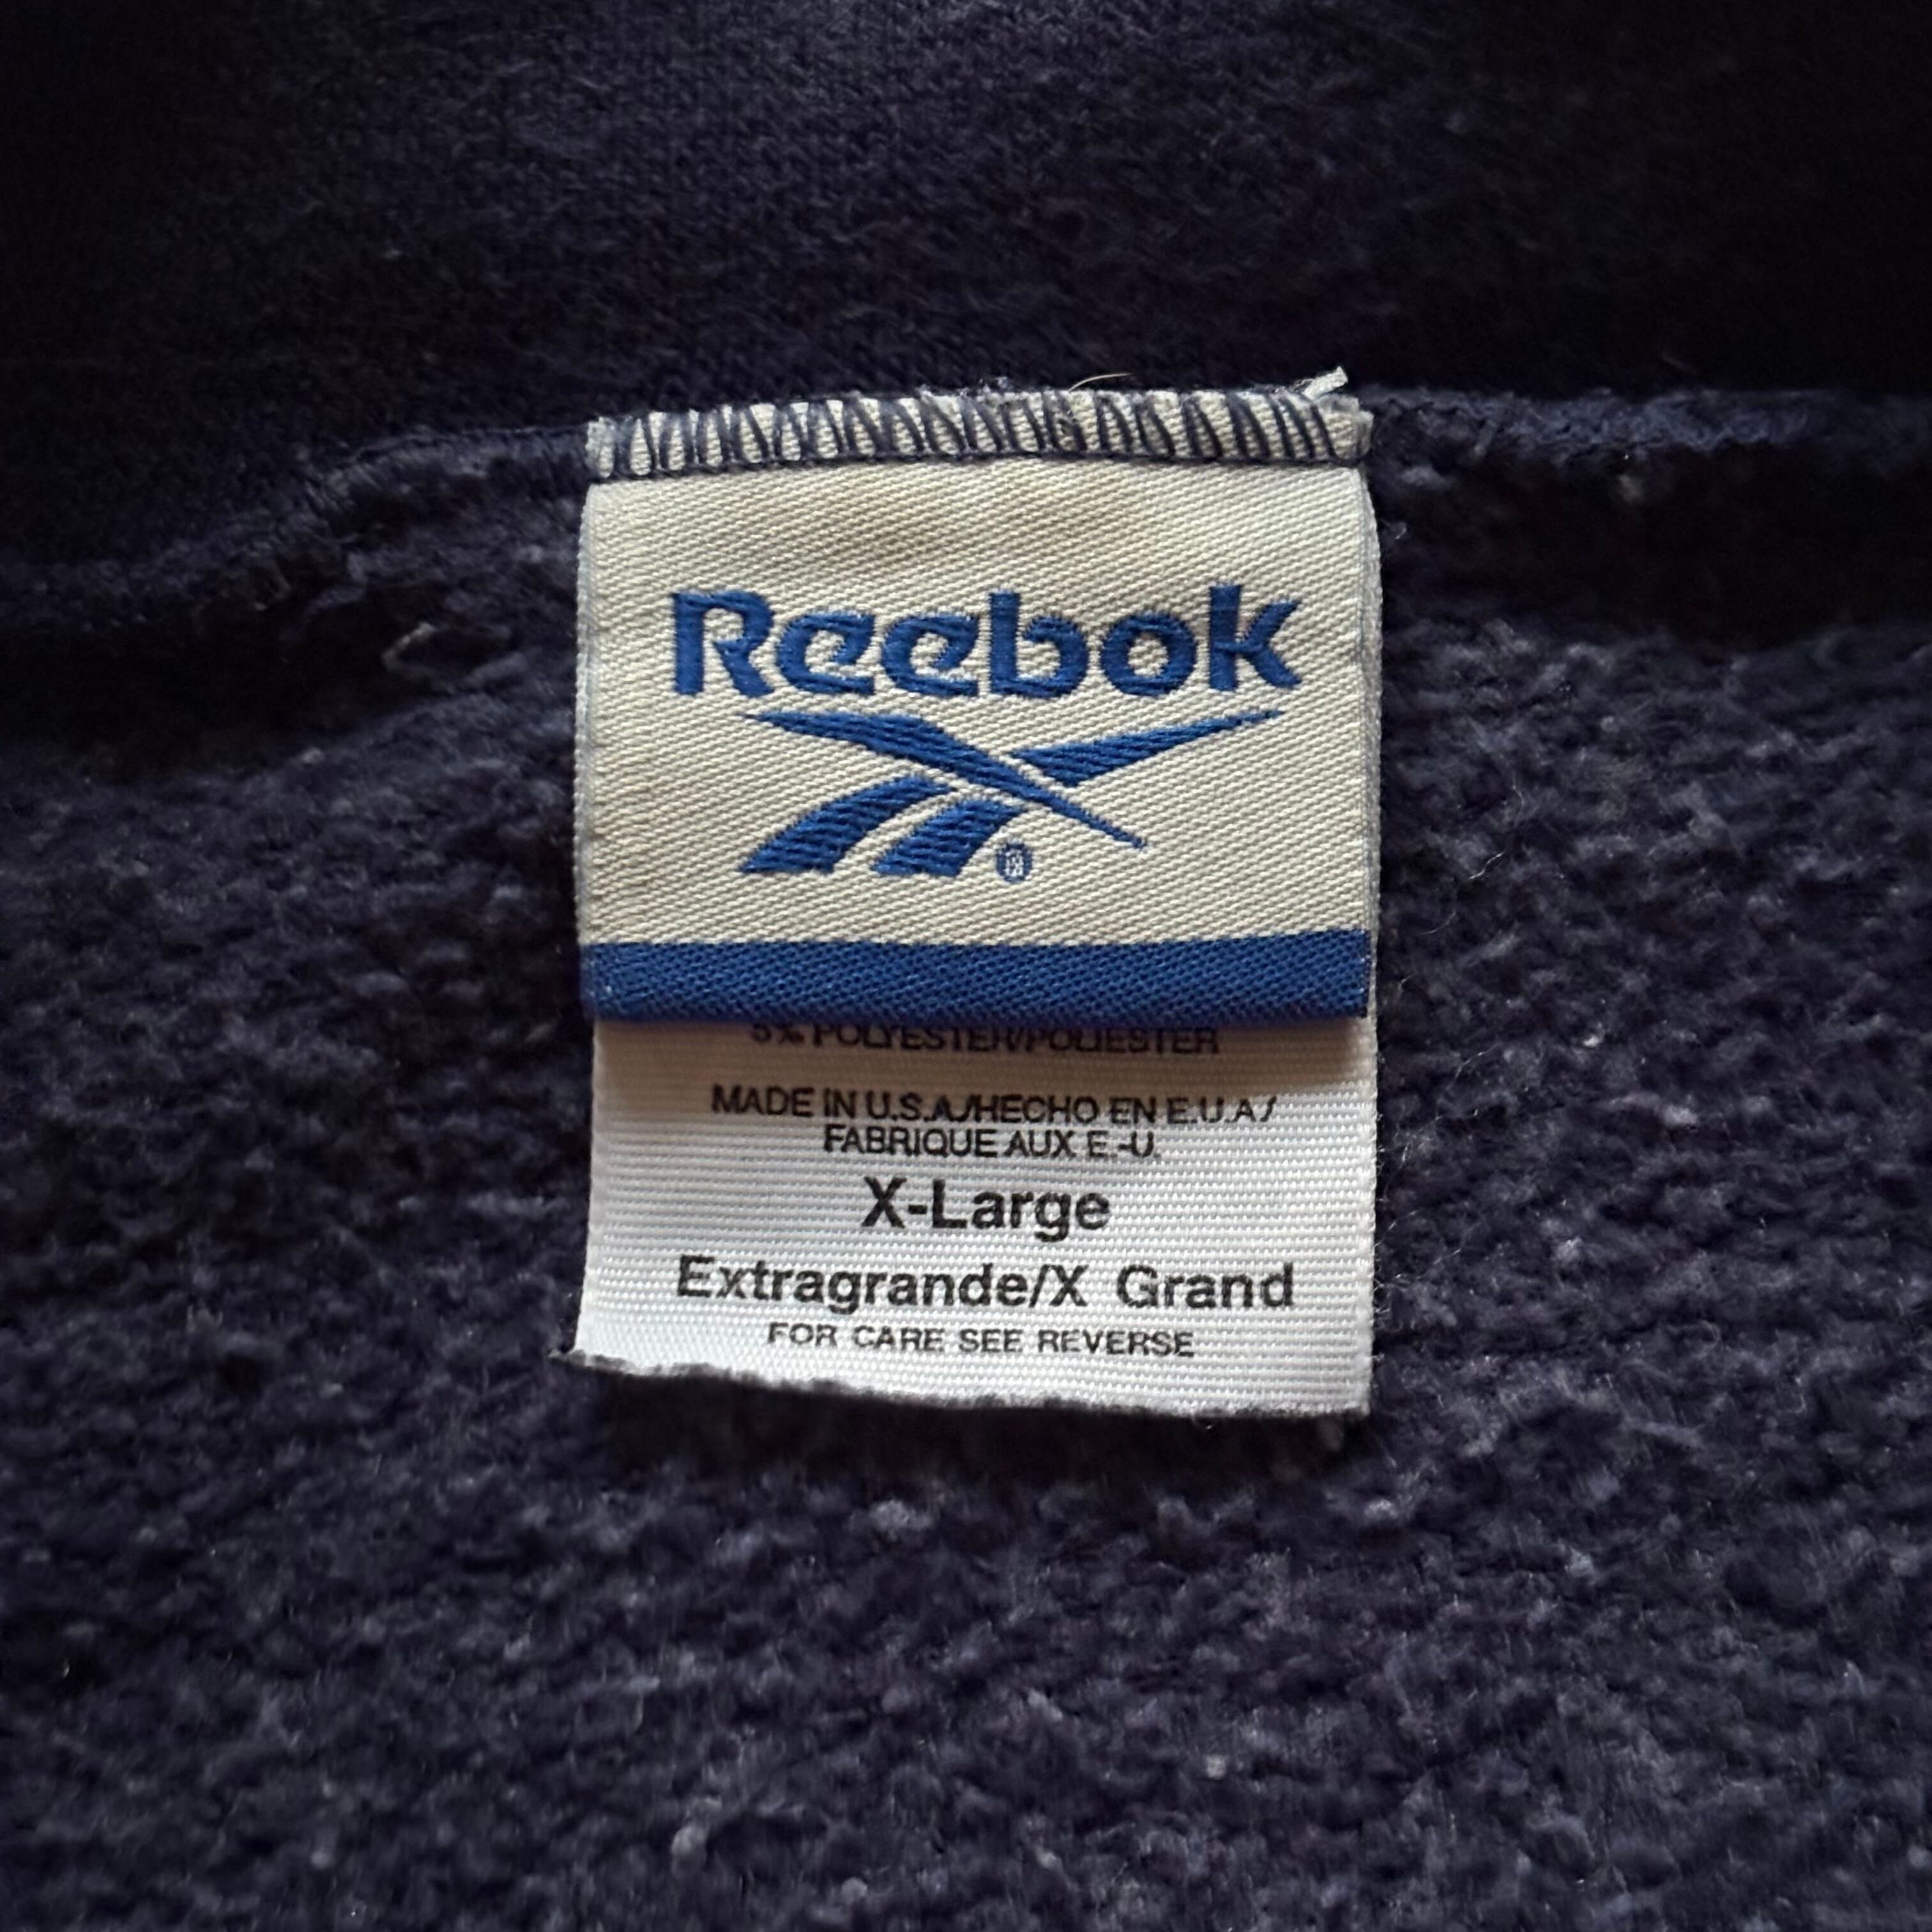 Reebok
®
5% POLYESTER/POLIESTER
MADE IN U.S.A./HECHO EN E.U.A./
FABRIQUE AUX E.-U.
X-Large
Extragrande/X Grand
FOR CARE SEE REVERSE